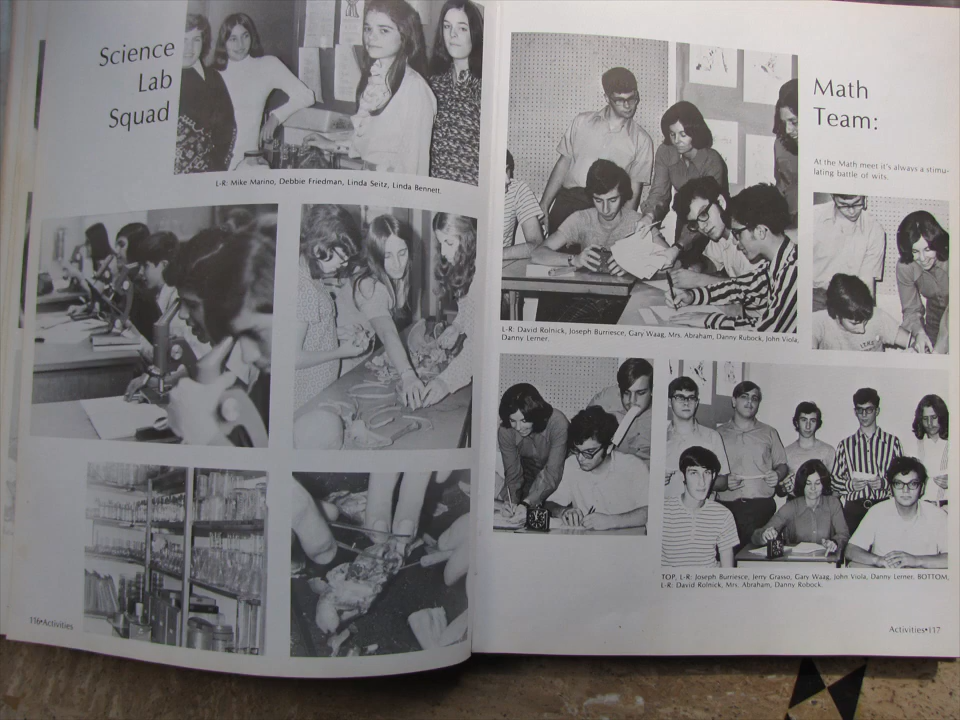 Science
Lab
Squad
L-R: Mike Marino, Debbie Friedman, Linda Seitz, Linda Bennett.
116•Activities
Math
Team:
At the Math meet it's always a stimu-
lating battle of wits.
L-R: David Rolnick, Joseph Burriesce, Gary Waag, Mrs. Abraham, Danny Rubock, John Viola,
Danny Lerner.
TOP, L-R: Joseph Burriesce, Jerry Grasso, Gary Waag, John Viola, Danny Lerner. BOTTOM,
L-R: David Rolnick, Mrs. Abraham, Danny Robock.
Activities•117